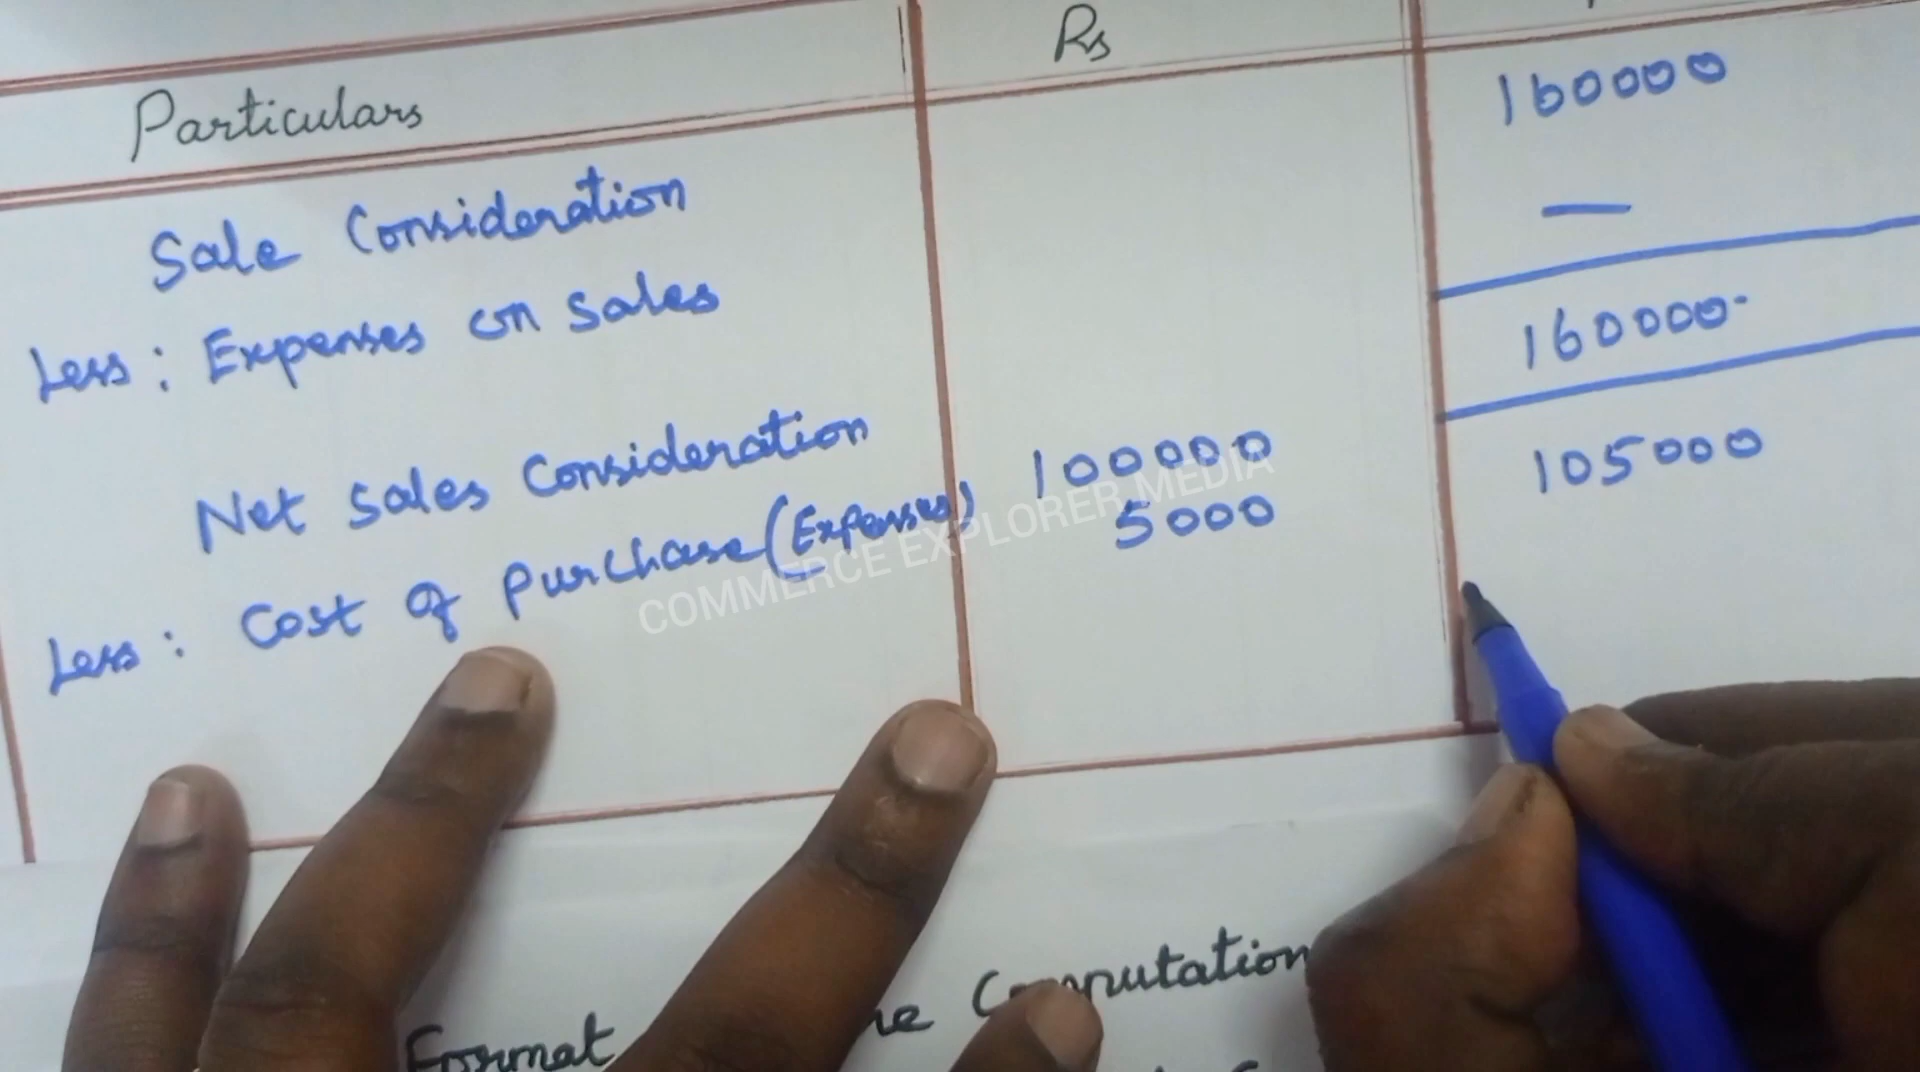 Particulars Rs
Sale Consideration 160000
Less: Expenses on Sales —
Net Sales Consideration 160000
Less: Cost of Purchase (Expenses) 100000 105000
5000
COMMERCE EXPLORER MEDIA
Format